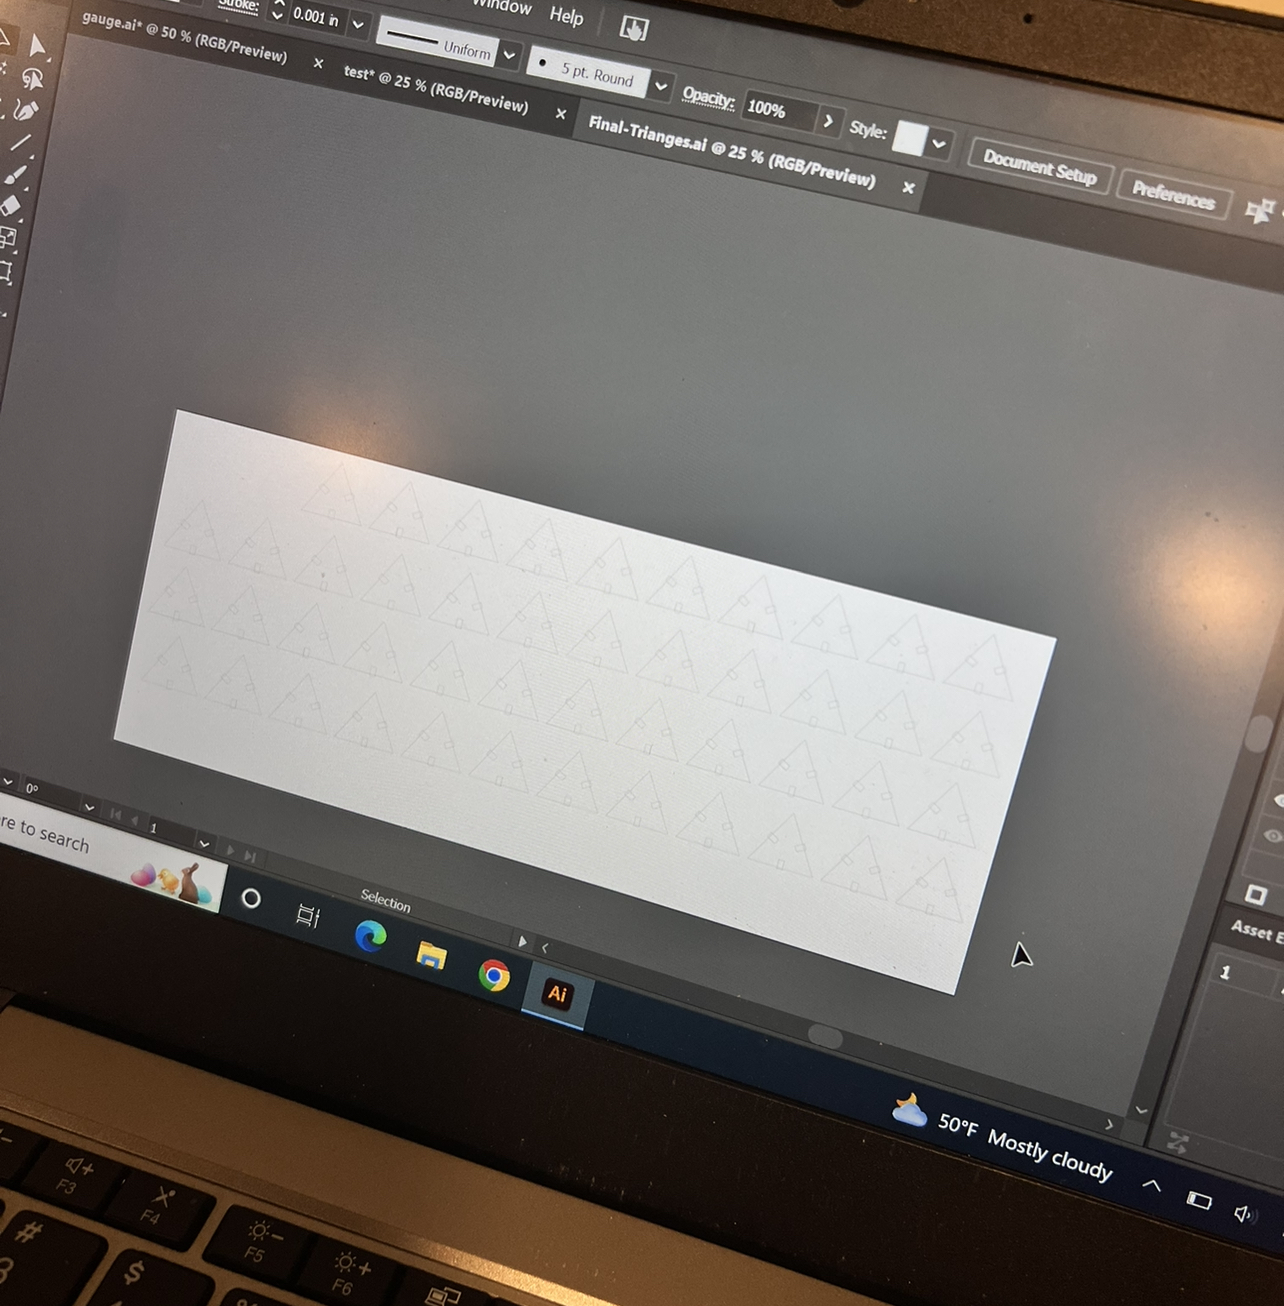 Window Help
Stroke: 0.001 in Uniform 5 pt. Round Opacity: 100% Style: Document Setup Preferences
gauge.ai* @ 50 % (RGB/Preview) × test* @ 25 % (RGB/Preview) × Final-Trianges.ai @ 25 % (RGB/Preview) ×
0° 1 Selection
Asset E
1
re to search
Ai
50°F Mostly cloudy
F3 F4 F5 F6
#
3
$